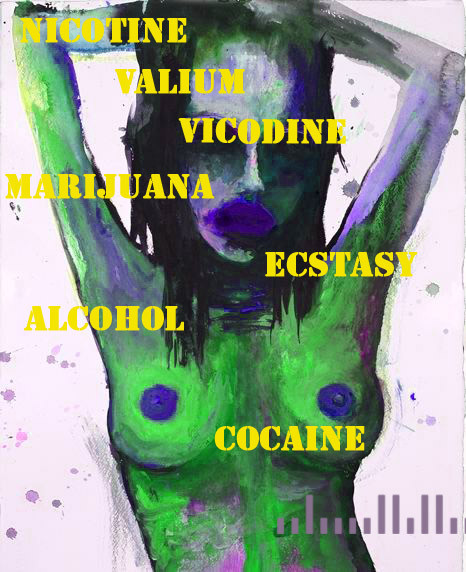 NICOTINE
VALIUM
VICODINE
MARIJUANA
ECSTASY
ALCOHOL
COCAINE